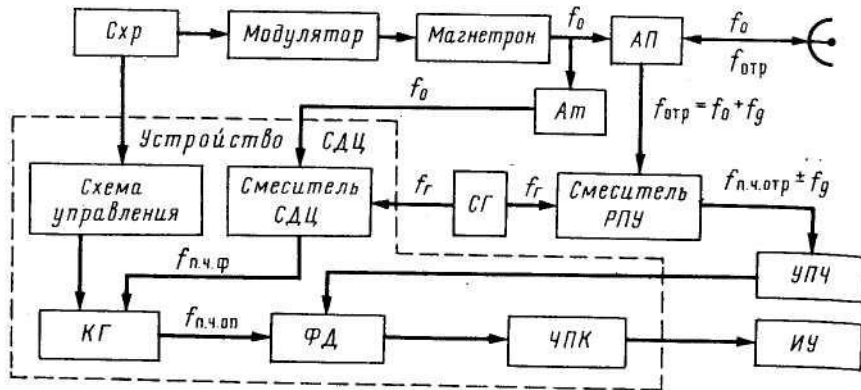 Схр
Модулятор
Магнетрон
f₀
АП
f₀
fотр
f₀
Ат
fотр = f₀ + fg
Устройство СДЦ
Схема
управления
Смеситель
СДЦ
fг
СГ
fг
Смеситель
РПУ
fп.ч.отр ± fg
fп.ч.ф
УПЧ
КГ
fп.ч.оп
ФД
ЧПК
ИУ